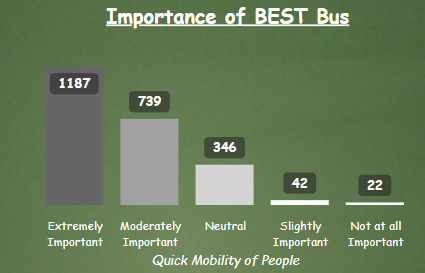 Importance of BEST Bus
1187
739
346
42
22
Extremely Important
Moderately Important
Neutral
Slightly Important
Not at all Important
Quick Mobility of People